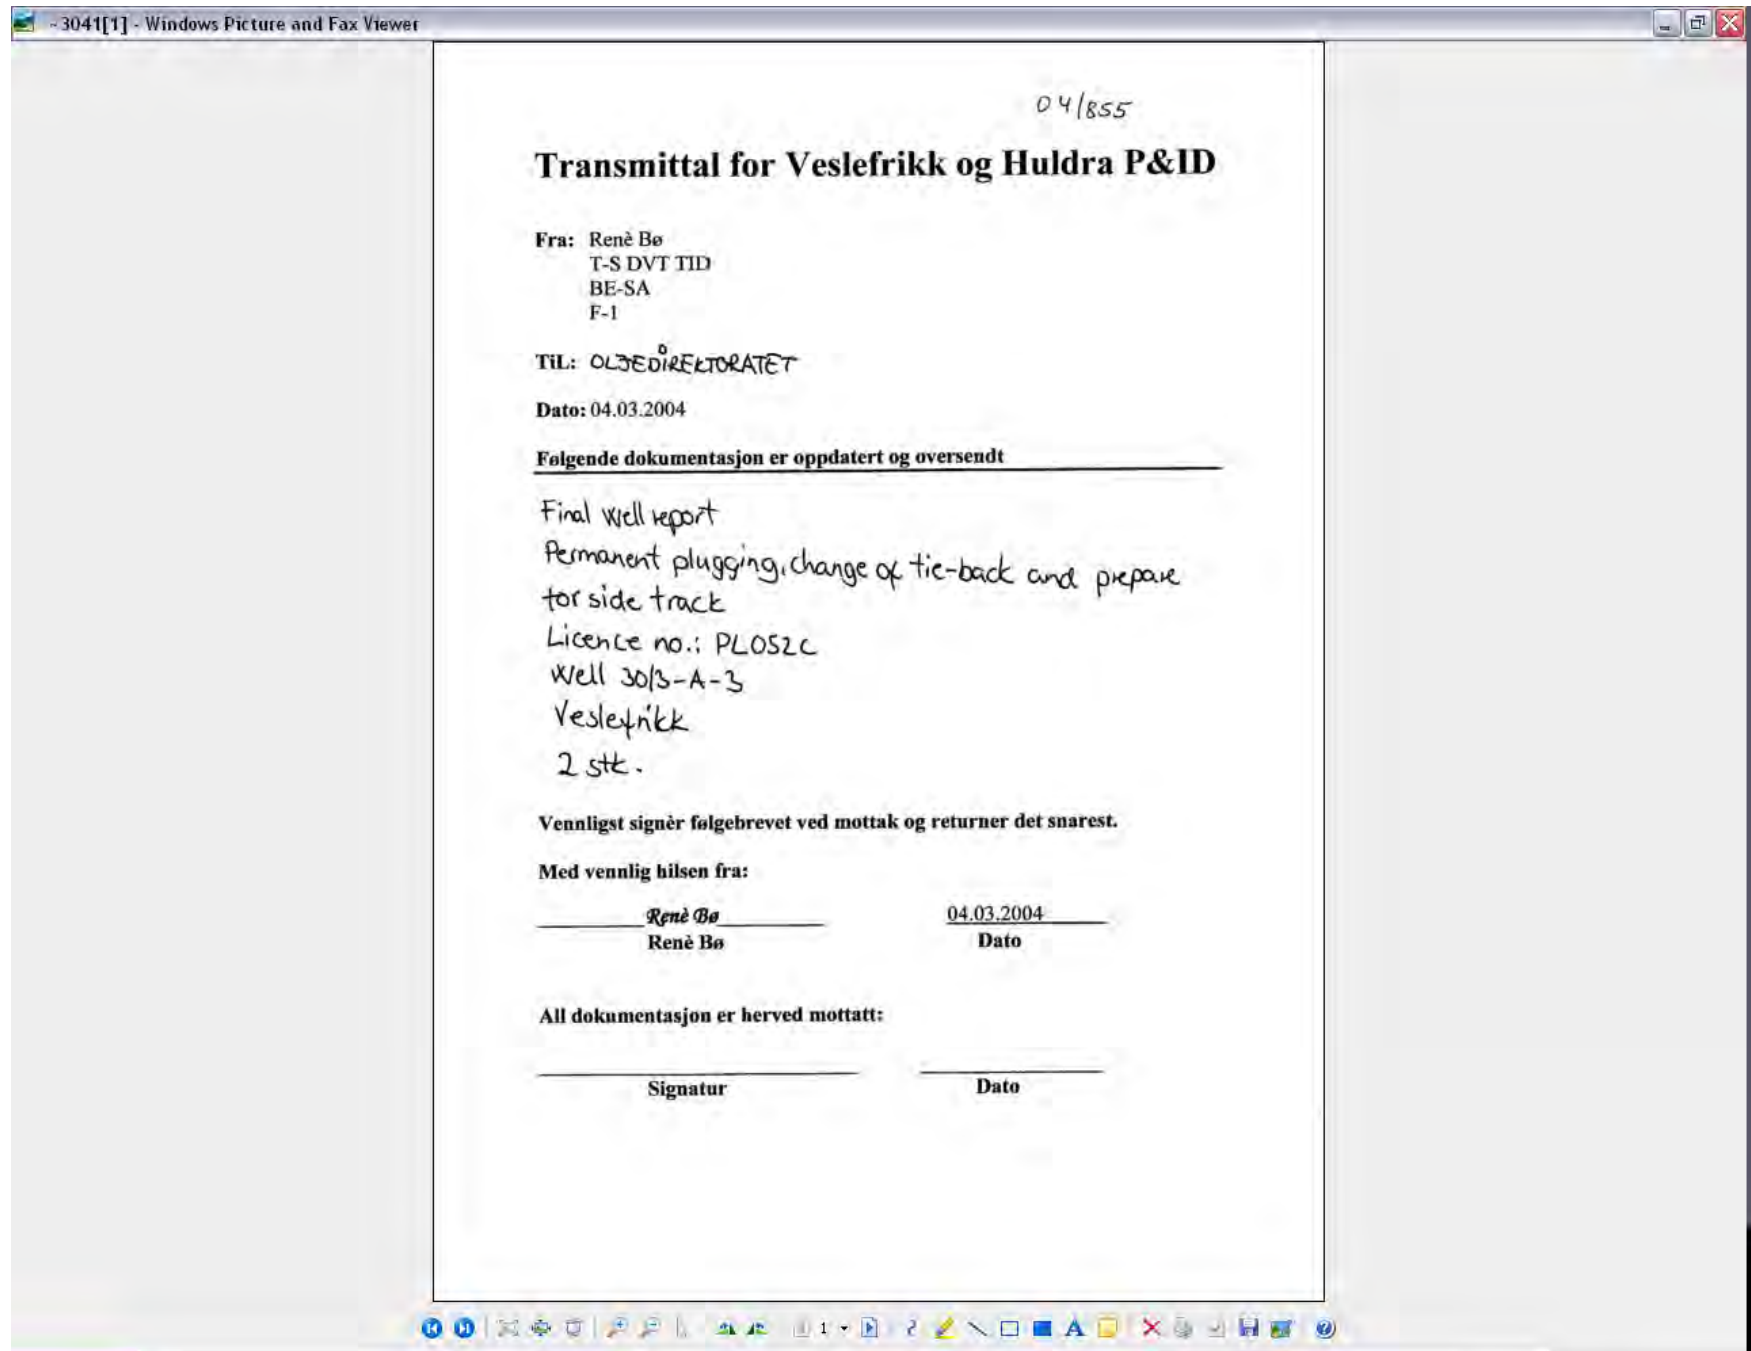 ~3041[1] - Windows Picture and Fax Viewer
04/855
Transmittal for Veslefrikk og Huldra P&ID
Fra: Renè Bø
T-S DVT TID
BE-SA
F-1
TiL: OLJEDIREKTORATET
Dato: 04.03.2004
Følgende dokumentasjon er oppdatert og oversendt
Final well report
Permanent plugging, change of tie-back and prepare
for side track
Licence no.: PL052C
Well 30/3-A-3
Veslefrikk
2 stk.
Vennligst signèr følgebrevet ved mottak og returner det snarest.
Med vennlig hilsen fra:
Renè Bø 04.03.2004
Renè Bø Dato
All dokumentasjon er herved mottatt:
Signatur Dato
1